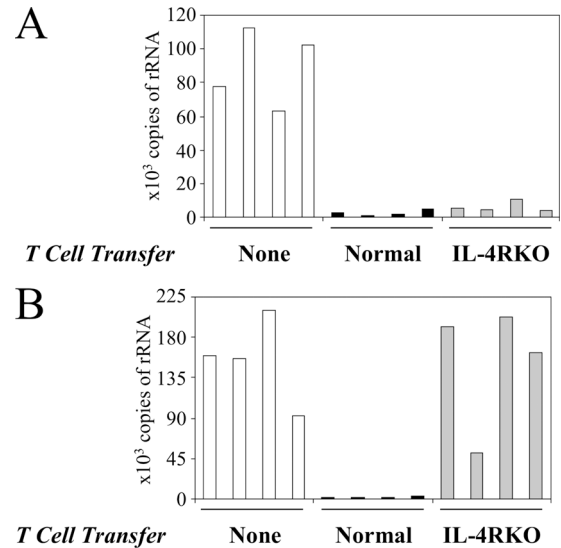 A
x10³ copies of rRNA
120
100
80
60
40
20
0
T Cell Transfer None Normal IL-4RKO
B
x10³ copies of rRNA
225
180
135
90
45
0
T Cell Transfer None Normal IL-4RKO